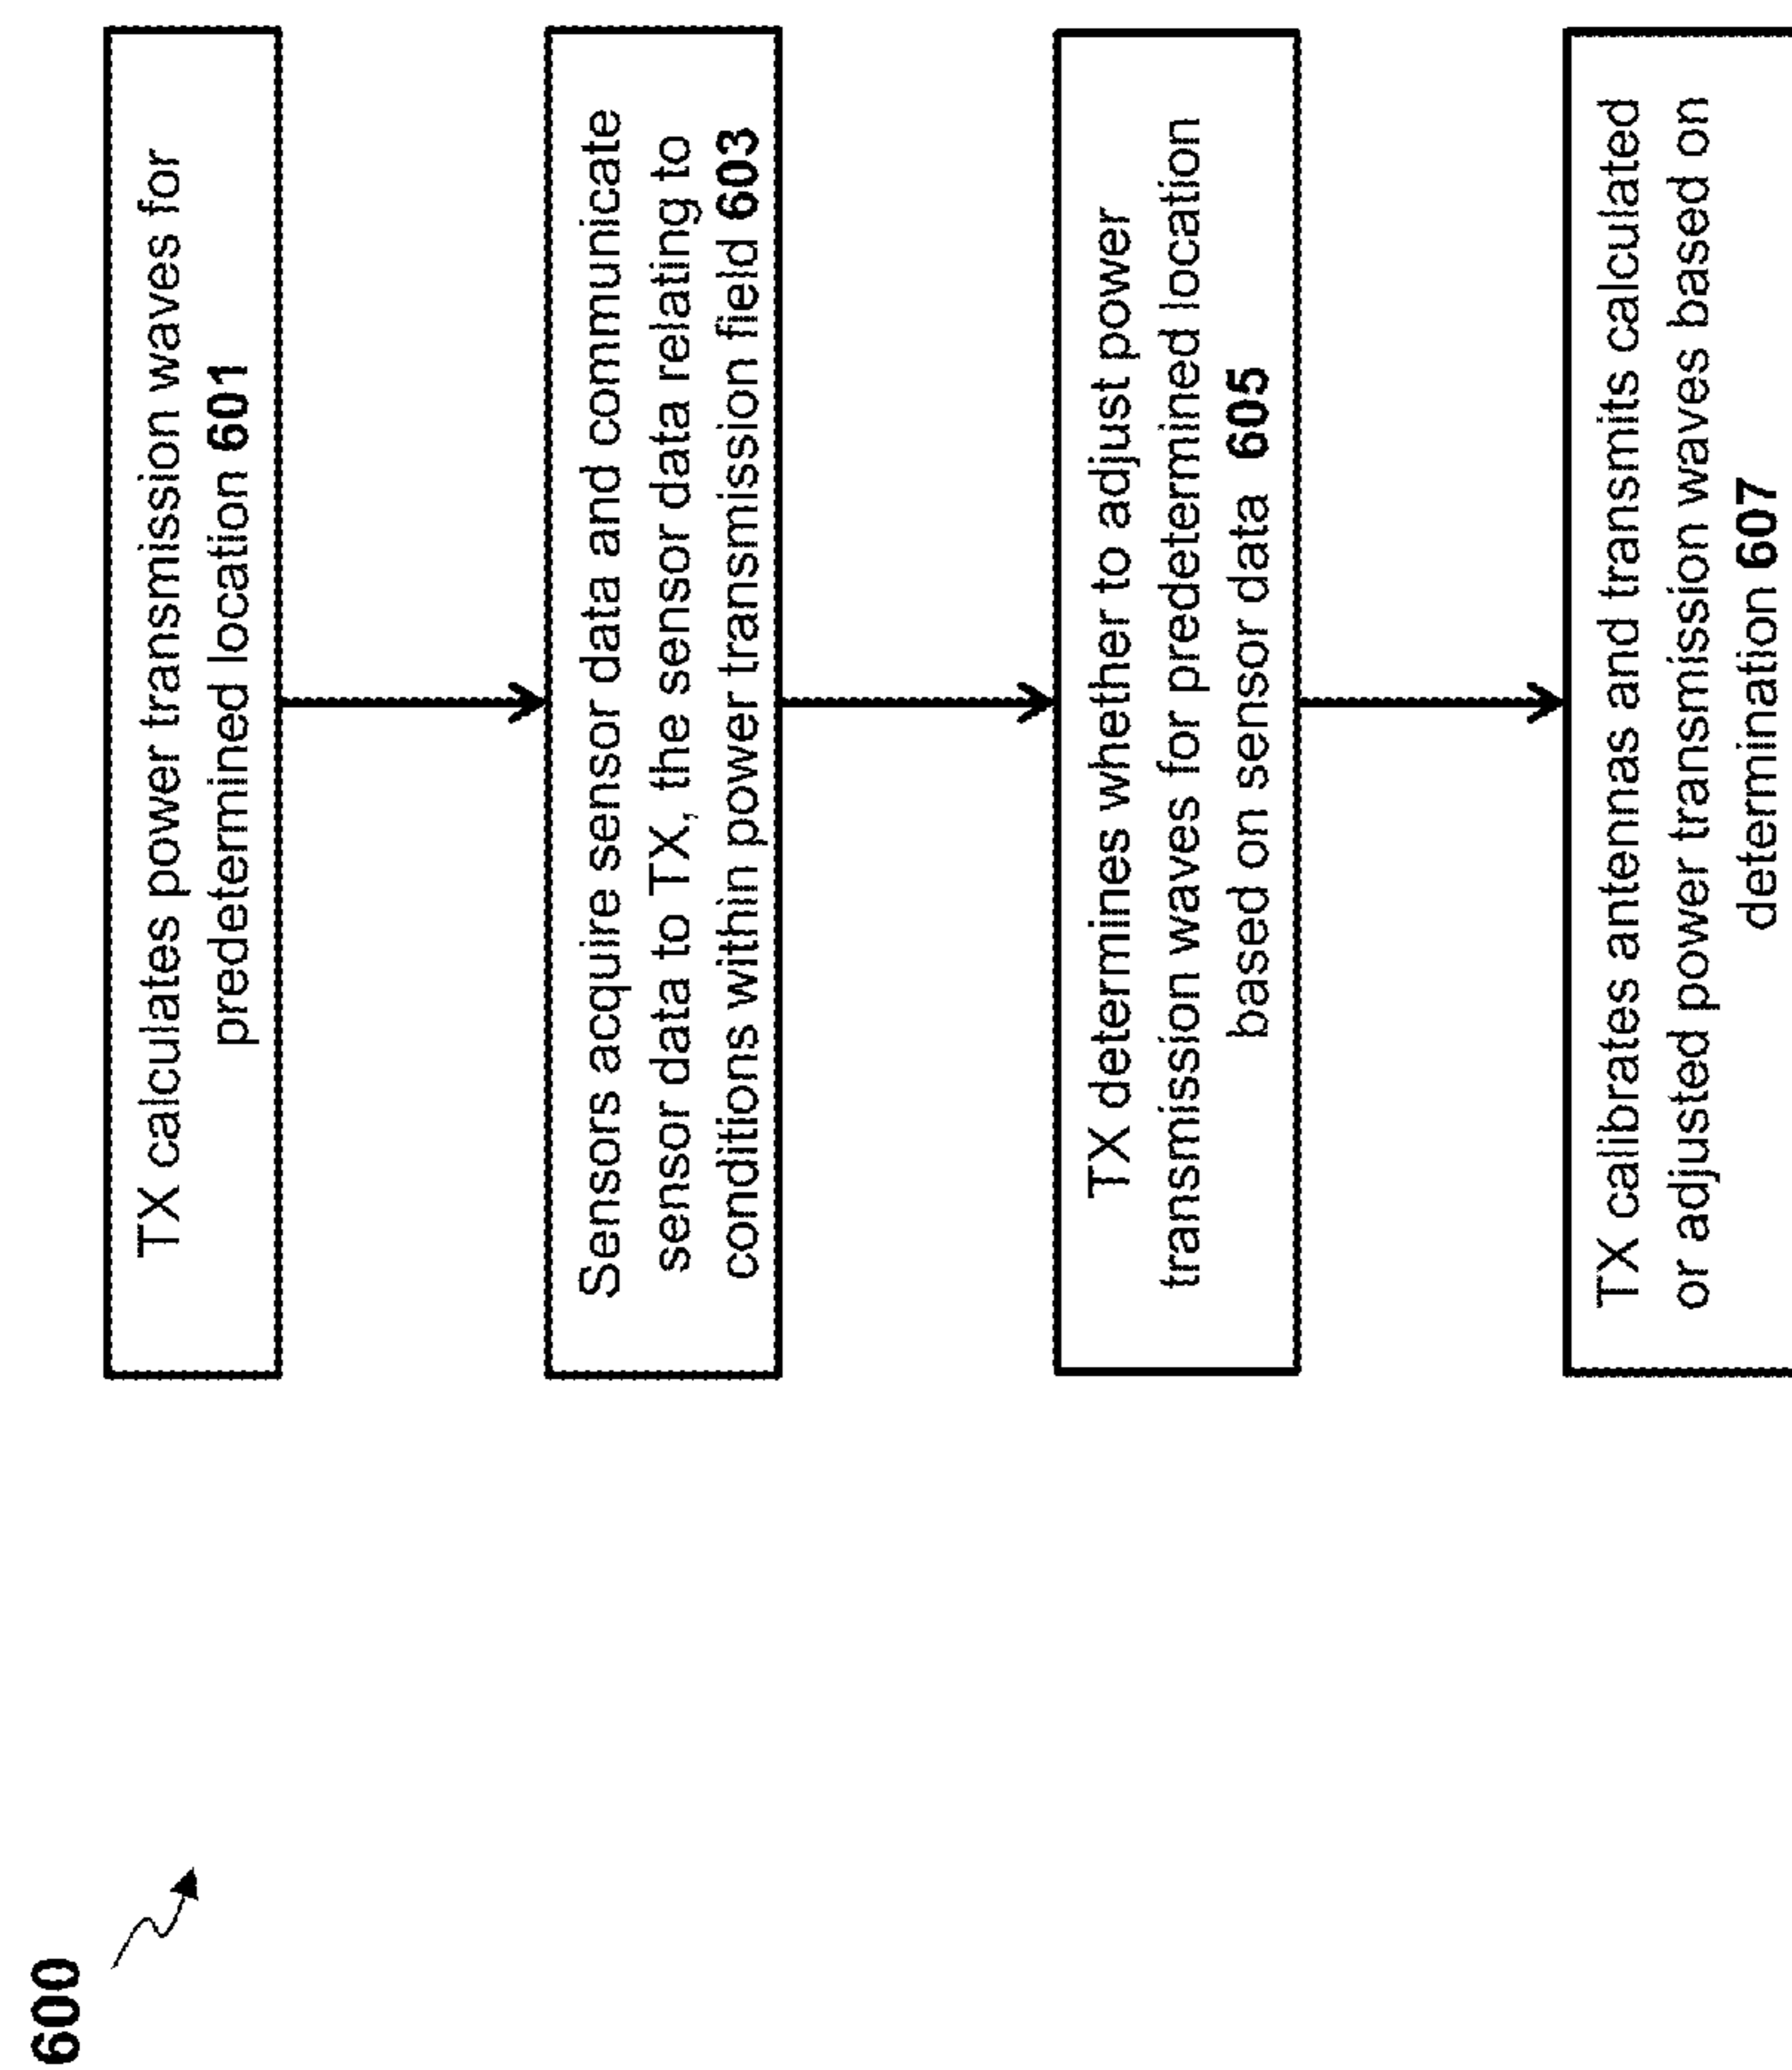 600
TX calculates power transmission waves for
predetermined location 601
Sensors acquire sensor data and communicate
sensor data to TX, the sensor data relating to
conditions within power transmission field 603
TX determines whether to adjust power
transmission waves for predetermined location
based on sensor data 605
TX calibrates antennas and transmits calculated
or adjusted power transmission waves based on
determination 607